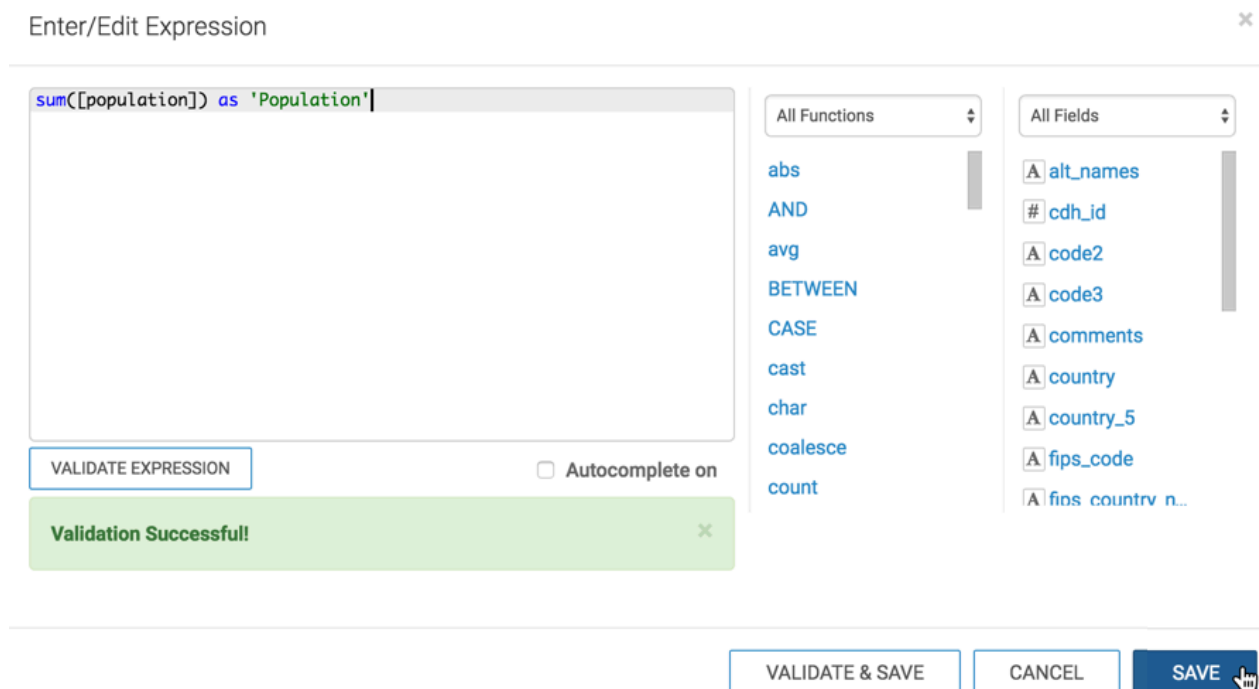 Enter/Edit Expression
×
sum([population]) as 'Population'
All Functions
abs
AND
avg
BETWEEN
CASE
cast
char
coalesce
count
All Fields
A alt_names
# cdh_id
A code2
A code3
A comments
A country
A country_5
A fips_code
A fips_country_n...
VALIDATE EXPRESSION
Autocomplete on
Validation Successful!
×
VALIDATE & SAVE
CANCEL
SAVE